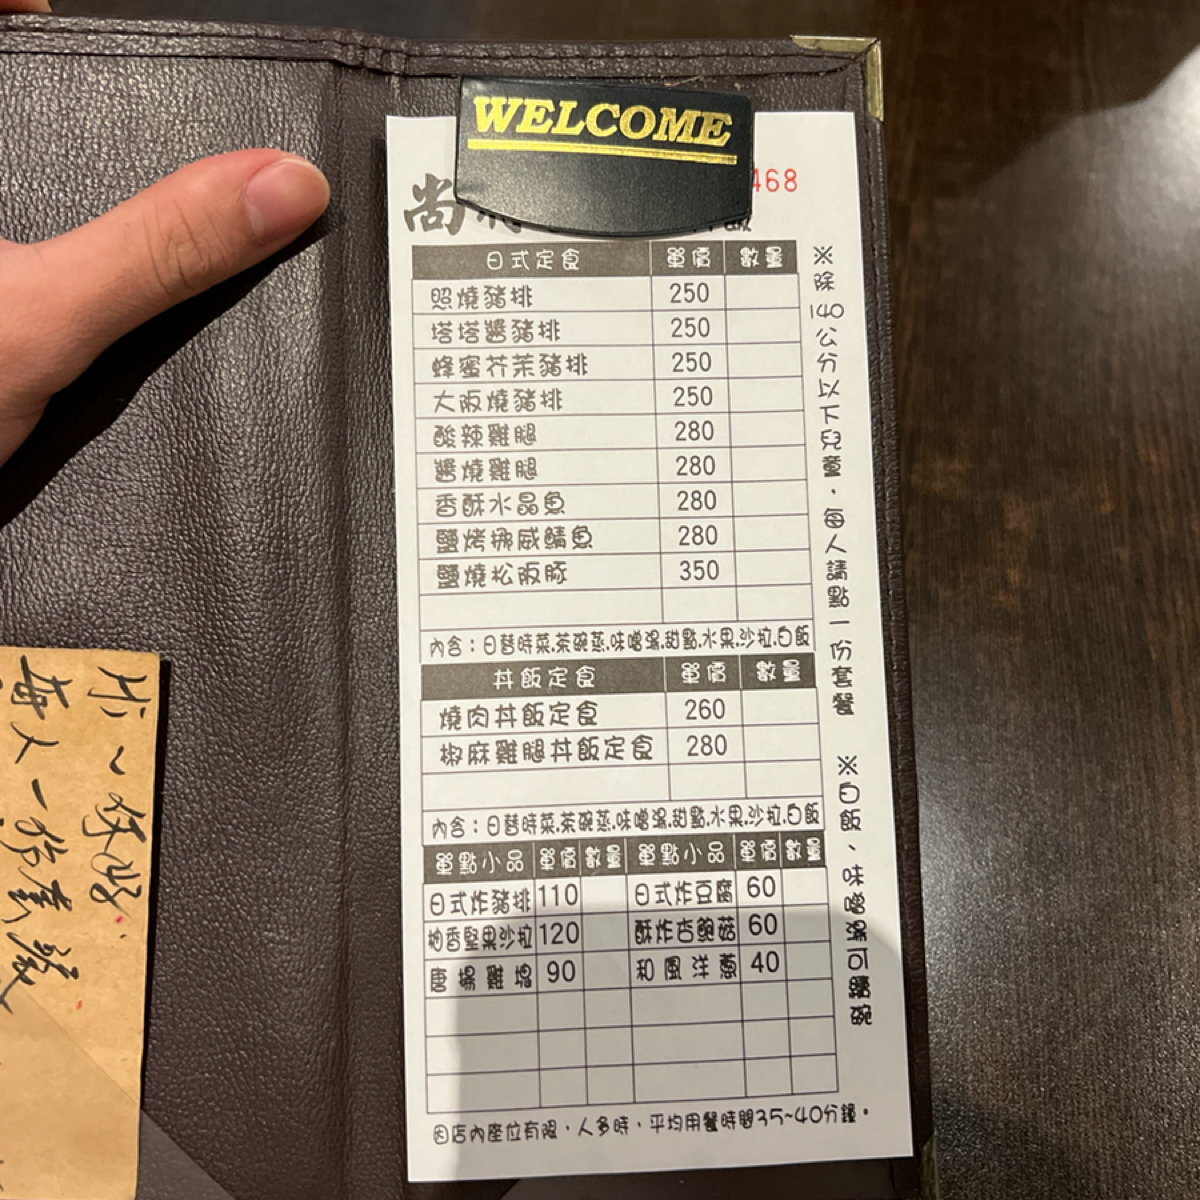 WELCOME
尚
468
日式定食 單價 數量
照燒豬排 250
塔塔醬豬排 250
蜂蜜芥茉豬排 250
大阪燒豬排 250
酸辣雞腿 280
醬燒雞腿 280
香酥水晶魚 280
鹽烤挪威鯖魚 280
鹽燒松阪豚 350
內含：日替時菜.茶碗蒸.味噌湯.甜點.水果.沙拉.白飯
丼飯定食 單價 數量
燒肉丼飯定食 260
椒麻雞腿丼飯定食 280
內含：日替時菜.茶碗蒸.味噌湯.甜點.水果.沙拉.白飯
單點小品 單價 數量 單點小品 單價 數量
日式炸豬排 110 日式炸豆腐 60
柚香堅果沙拉 120 酥炸杏鮑菇 60
唐揚雞塊 90 和風洋蔥 40
因店內座位有限，人多時，平均用餐時間35~40分鐘。
※除140公分以下兒童，每人請點一份套餐
※白飯、味噌湯可續碗
每人一份套餐